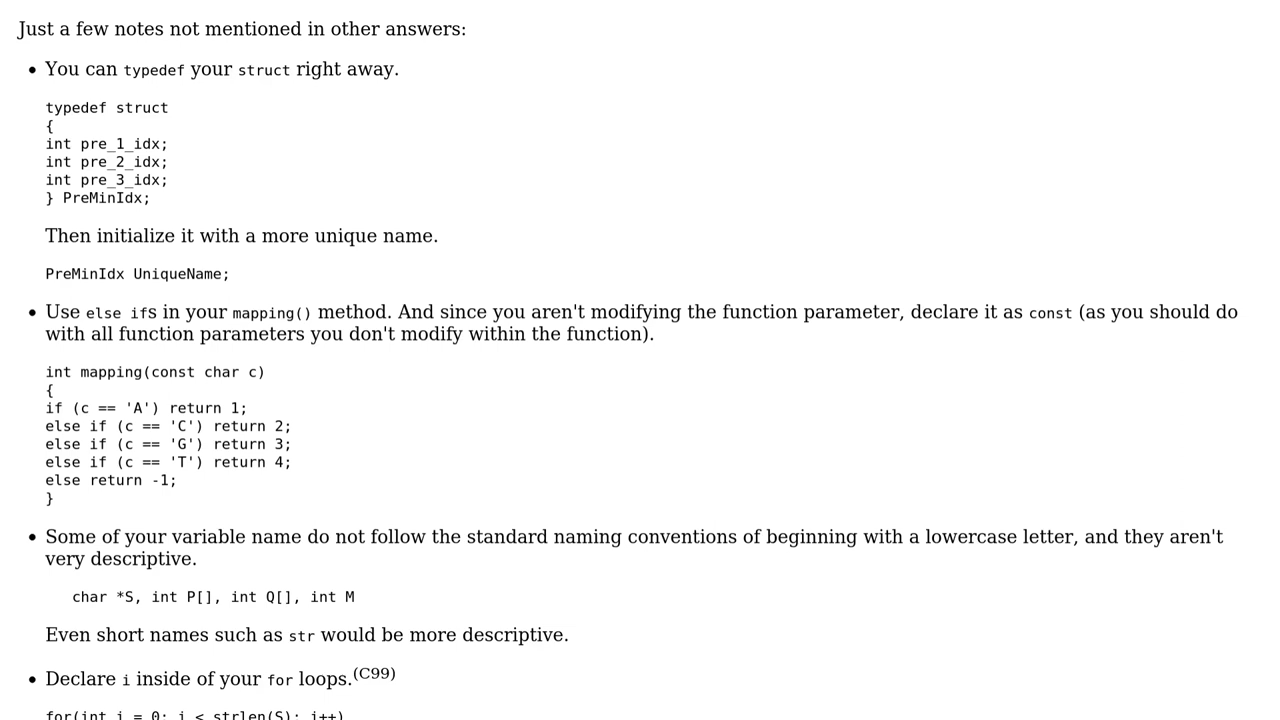 Just a few notes not mentioned in other answers:
• You can typedef your struct right away.
typedef struct
{
int pre_1_idx;
int pre_2_idx;
int pre_3_idx;
} PreMinIdx;
Then initialize it with a more unique name.
PreMinIdx UniqueName;
• Use else ifs in your mapping() method. And since you aren't modifying the function parameter, declare it as const (as you should do
with all function parameters you don't modify within the function).
int mapping(const char c)
{
if (c == 'A') return 1;
else if (c == 'C') return 2;
else if (c == 'G') return 3;
else if (c == 'T') return 4;
else return -1;
}
• Some of your variable name do not follow the standard naming conventions of beginning with a lowercase letter, and they aren't
very descriptive.
char *S, int P[], int Q[], int M
Even short names such as str would be more descriptive.
• Declare i inside of your for loops.(C99)
for(int i = 0; i < strlen(S); i++)